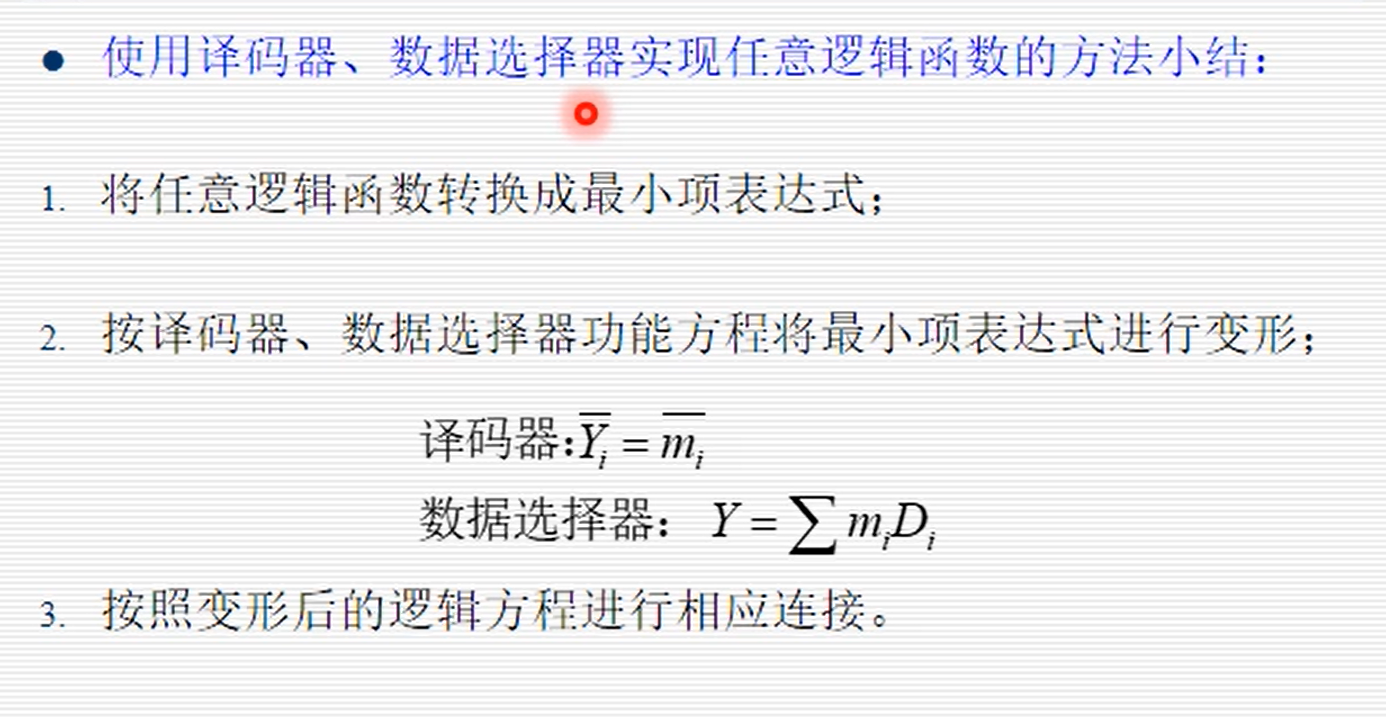 ● 使用译码器、数据选择器实现任意逻辑函数的方法小结：
1. 将任意逻辑函数转换成最小项表达式；
2. 按译码器、数据选择器功能方程将最小项表达式进行变形；
译码器：$\overline{Y_i} = \overline{m_i}$
数据选择器： $Y = \sum m_i D_i$
3. 按照变形后的逻辑方程进行相应连接。